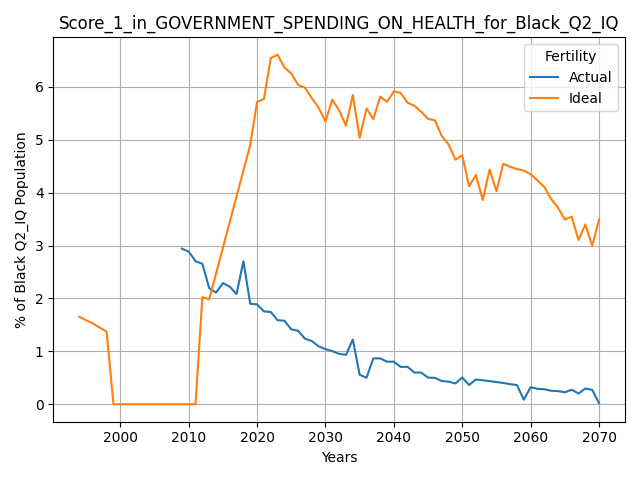 Score_1_in_GOVERNMENT_SPENDING_ON_HEALTH_for_Black_Q2_IQ
Fertility
Actual
Ideal
% of Black Q2_IQ Population
6
5
4
3
2
1
0
2000 2010 2020 2030 2040 2050 2060 2070
Years